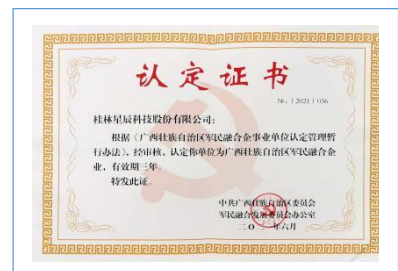 认定证书
№：［2021］036
桂林星辰科技股份有限公司：
根据《广西壮族自治区军民融合企事业单位认定管理暂
行办法》，经审核，认定你单位为广西壮族自治区军民融合企
业，有效期三年。
特发此证。
中共广西壮族自治区委员会
军民融合发展委员会办公室
二〇 年六月